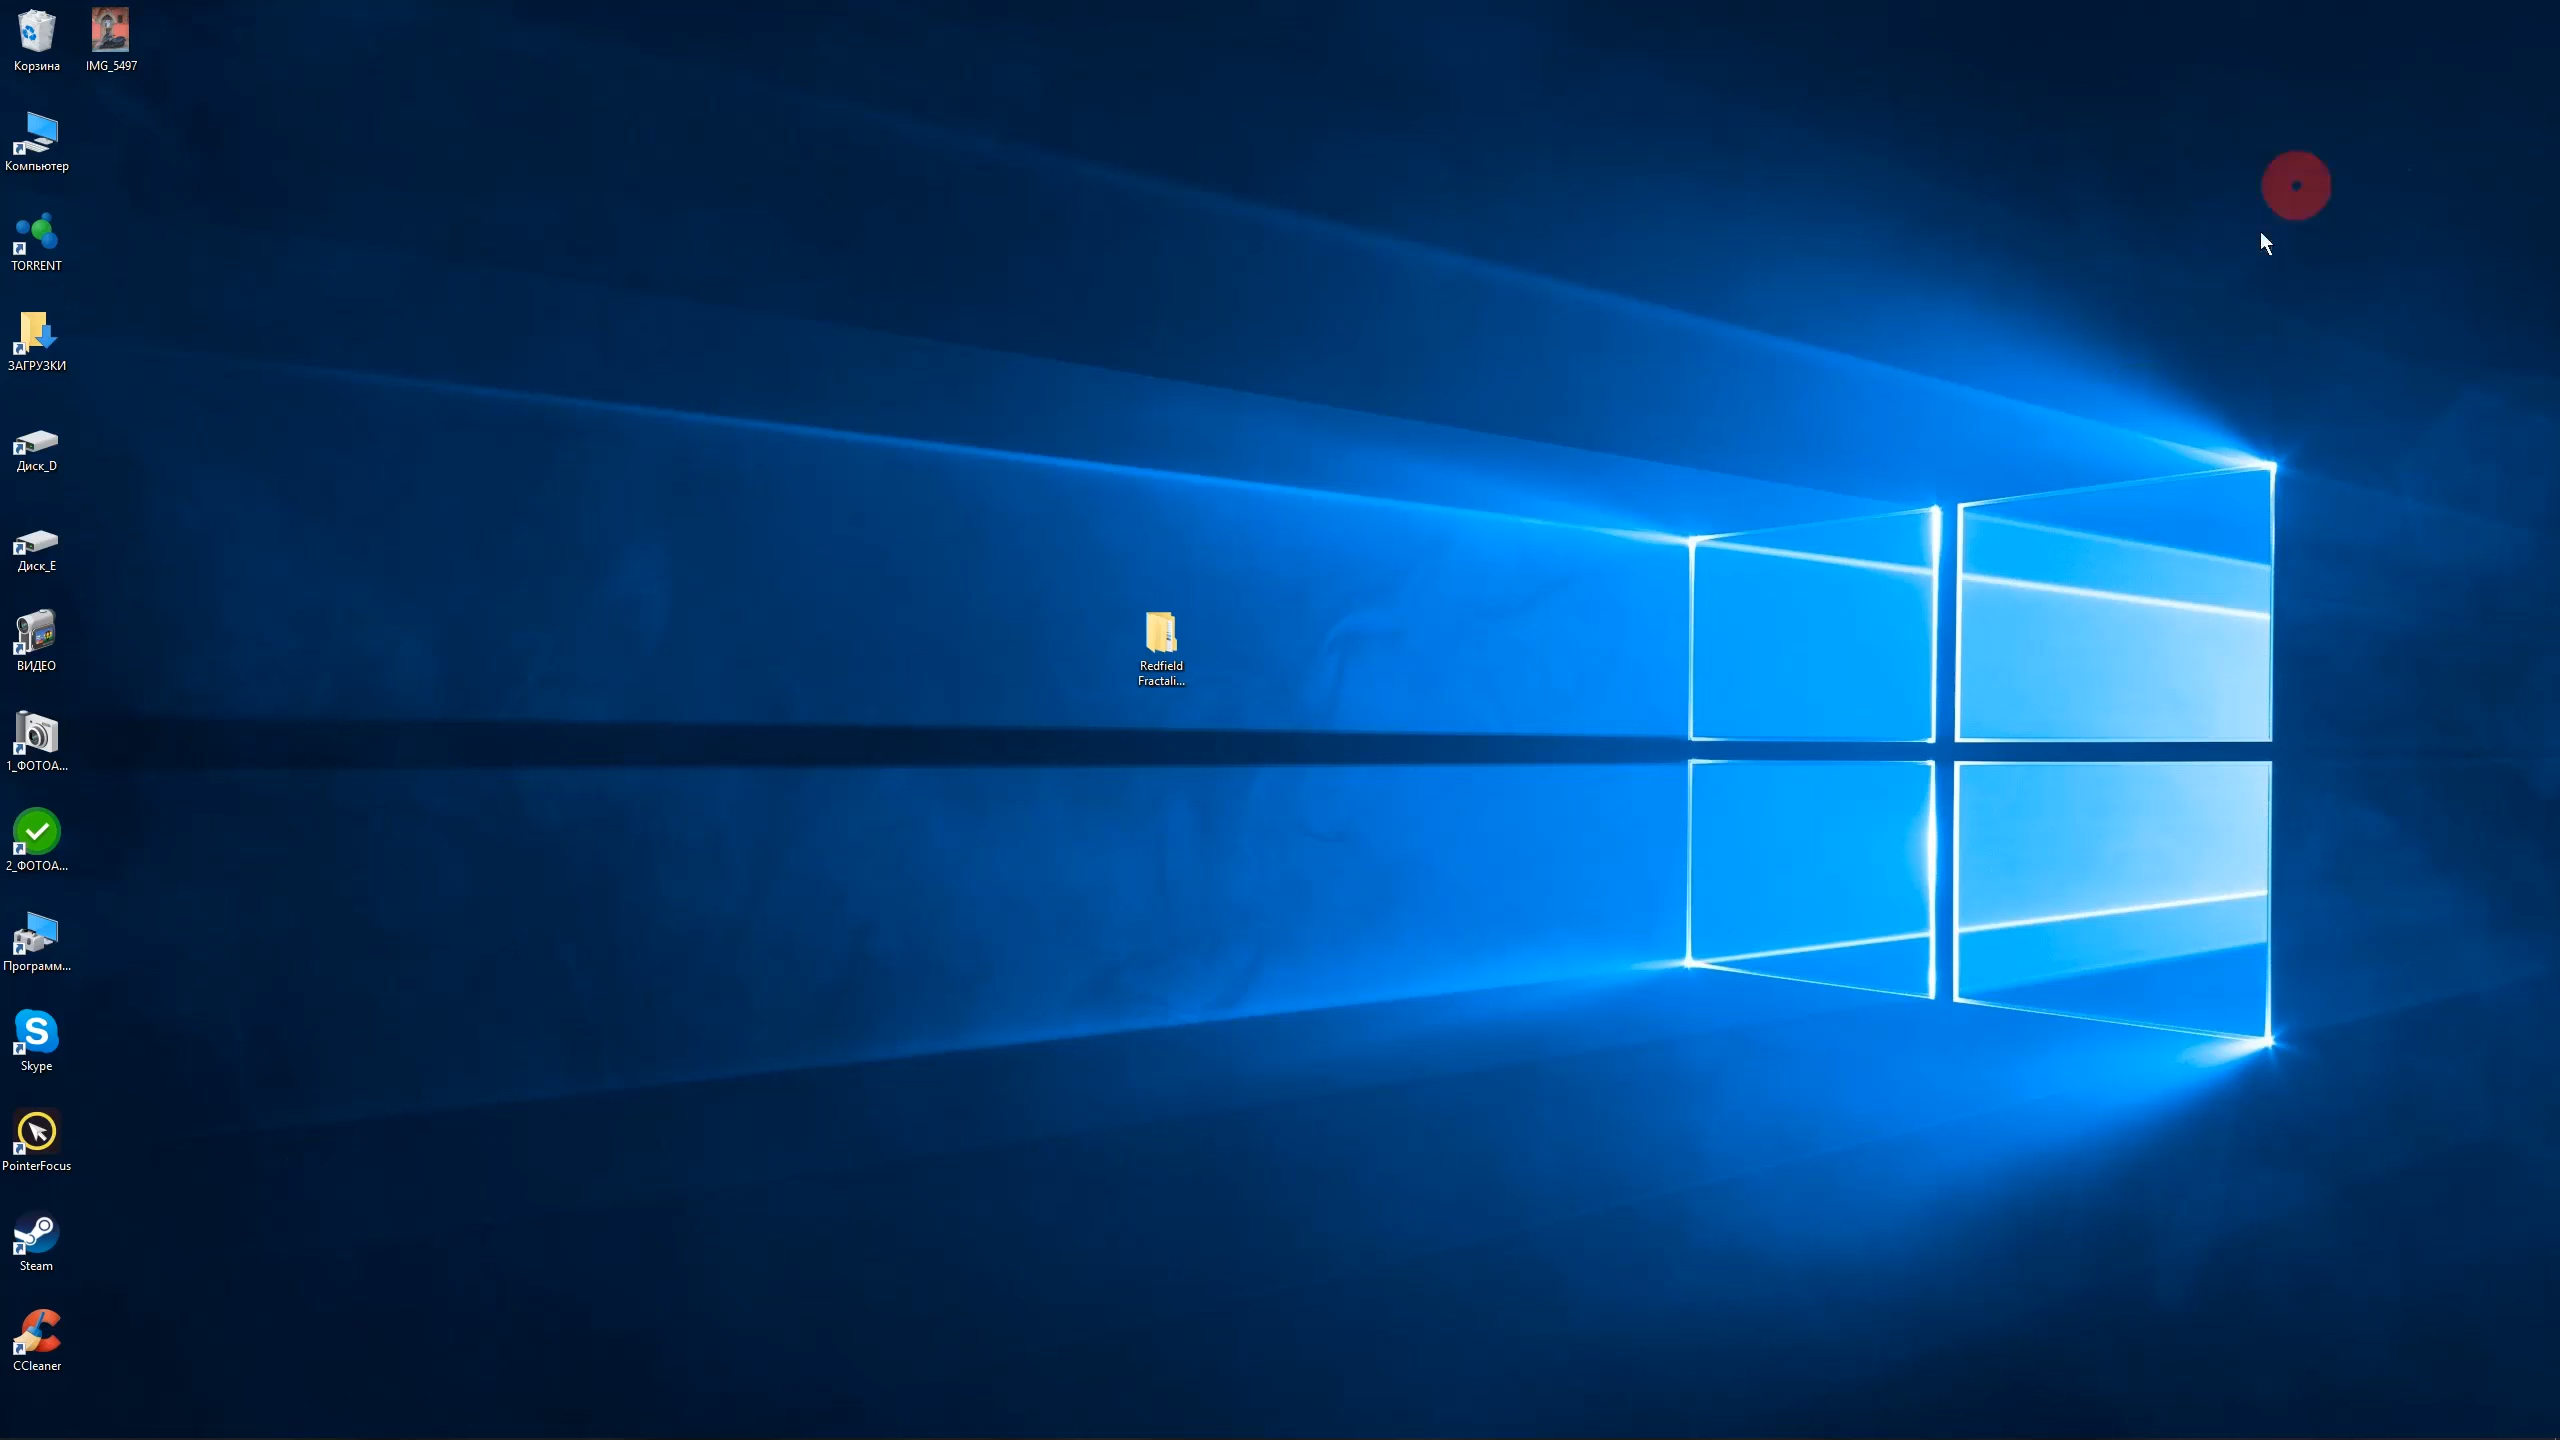 Корзина
IMG_5497
Компьютер
TORRENT
ЗАГРУЗКИ
Диск_D
Диск_E
ВИДЕО
Redfield
Fractali...
1_ФОТОА...
2_ФОТОА...
Программ...
Skype
PointerFocus
Steam
CCleaner